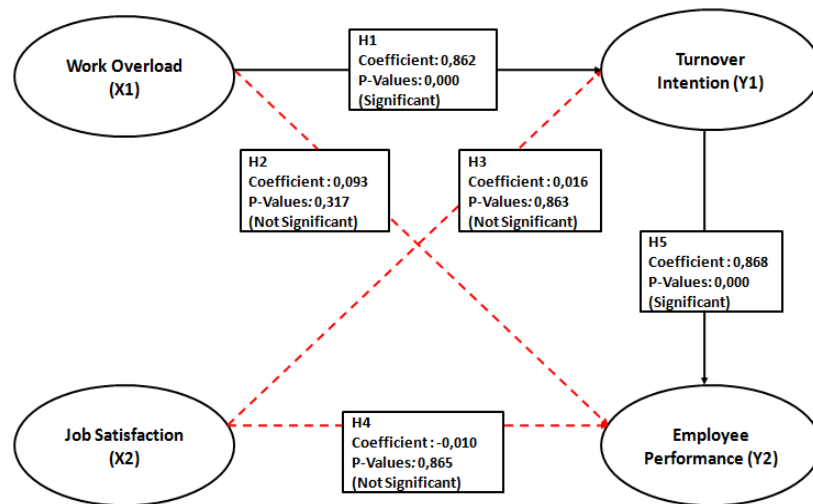 Work Overload
(X1)
H1
Coefficient : 0,862
P-Values: 0,000
(Significant)
Turnover
Intention (Y1)
H2
Coefficient : 0,093
P-Values: 0,317
(Not Significant)
H3
Coefficient : 0,016
P-Values: 0,863
(Not Significant)
H5
Coefficient : 0,868
P-Values: 0,000
(Significant)
Job Satisfaction
(X2)
H4
Coefficient : -0,010
P-Values: 0,865
(Not Significant)
Employee
Performance (Y2)